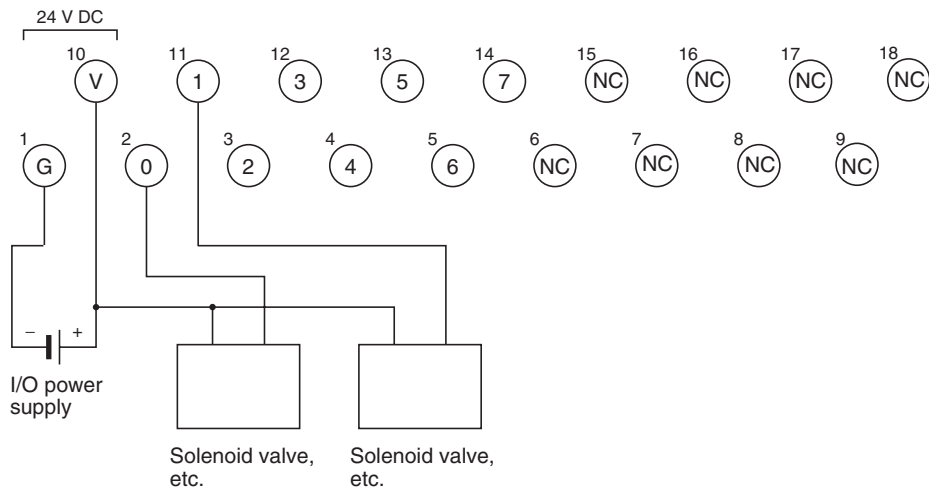 24 V DC
10 11 12 13 14 15 16 17 18
V 1 3 5 7 NC NC NC NC
1 2 3 4 5 6 7 8 9
G 0 2 4 6 NC NC NC NC
− +
I/O power
supply
Solenoid valve,
etc.
Solenoid valve,
etc.